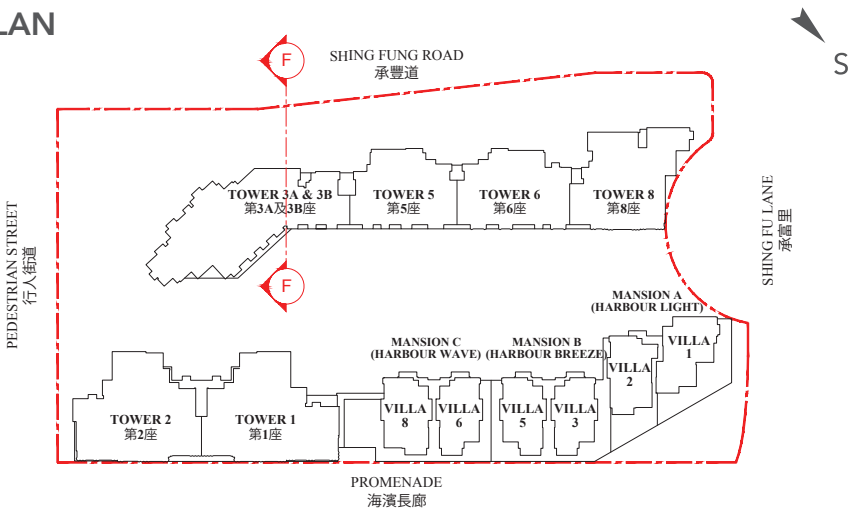 LAN
S
F
SHING FUNG ROAD
承豐道
TOWER 3A & 3B
第3A及3B座
TOWER 5
第5座
TOWER 6
第6座
TOWER 8
第8座
PEDESTRIAN STREET
行人街道
SHING FU LANE
承富里
F
MANSION A
(HARBOUR LIGHT)
MANSION C
(HARBOUR WAVE)
MANSION B
(HARBOUR BREEZE)
VILLA
1
VILLA
2
TOWER 2
第2座
TOWER 1
第1座
VILLA
8
VILLA
6
VILLA
5
VILLA
3
PROMENADE
海濱長廊